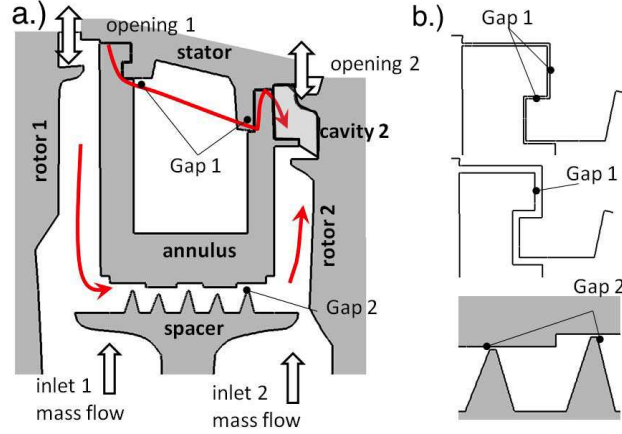 a.)
opening 1
stator
opening 2
rotor 1
Gap 1
cavity 2
rotor 2
annulus
Gap 2
spacer
inlet 1
mass flow
inlet 2
mass flow
b.)
Gap 1
Gap 1
Gap 2